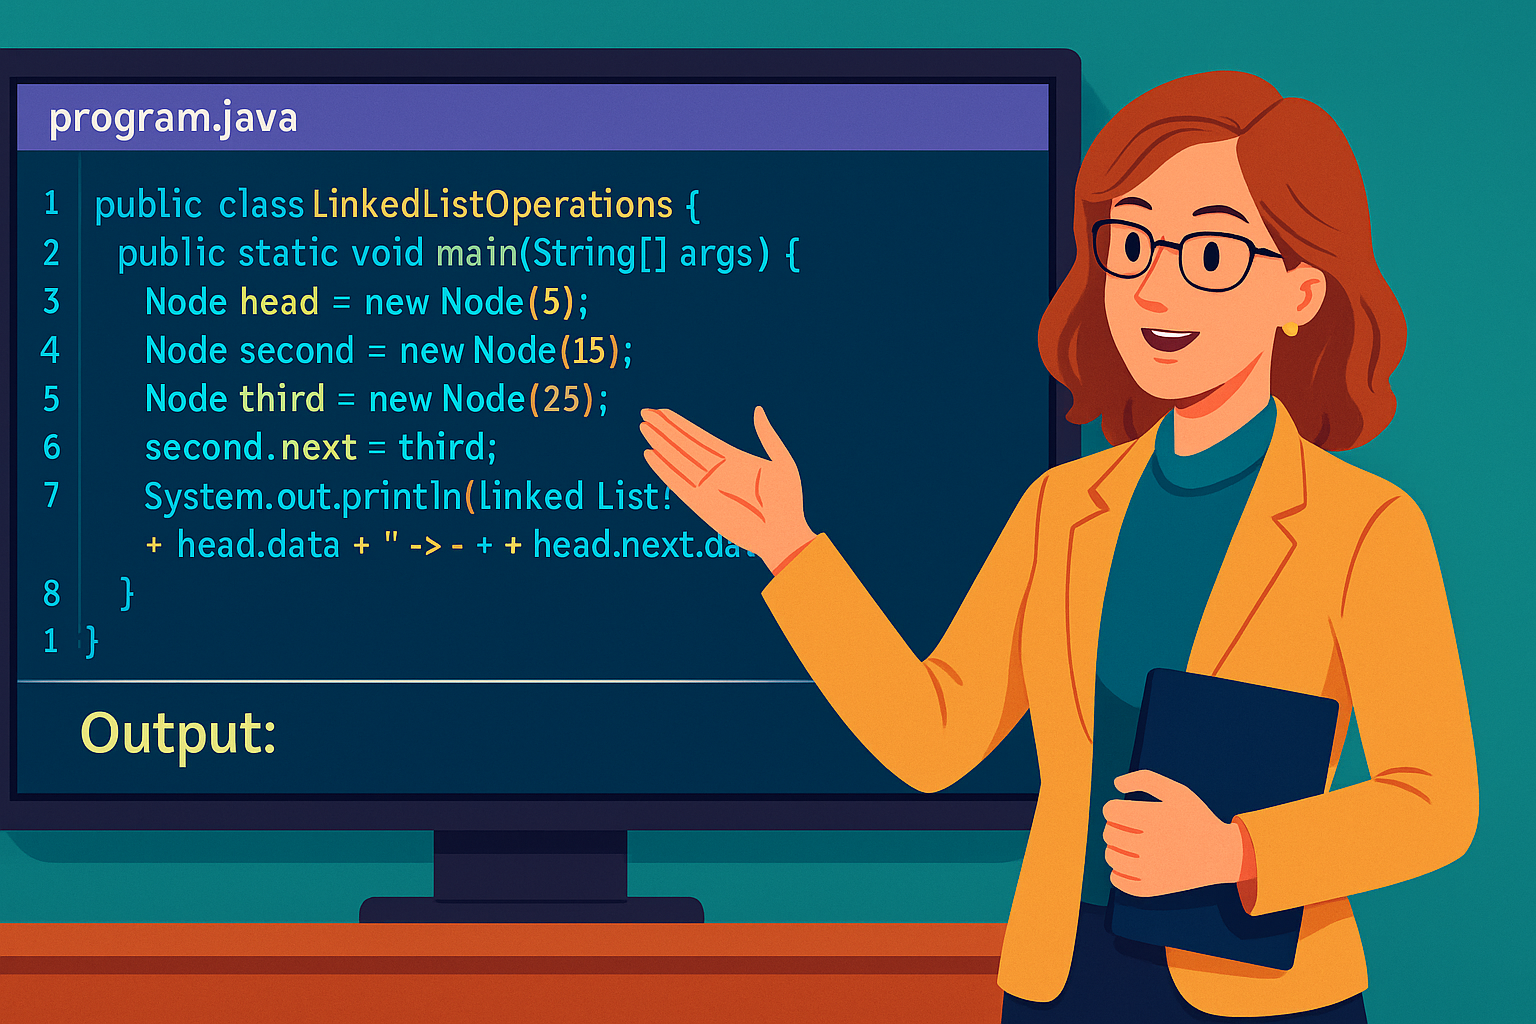 program.java
1 public class LinkedListOperations {
2 public static void main(String[] args) {
3 Node head = new Node(5);
4 Node second = new Node(15);
5 Node third = new Node(25);
6 second.next = third;
7 System.out.println(linked List!
+ head.data + " -> - + + head.next.da
8 }
1 }
Output: